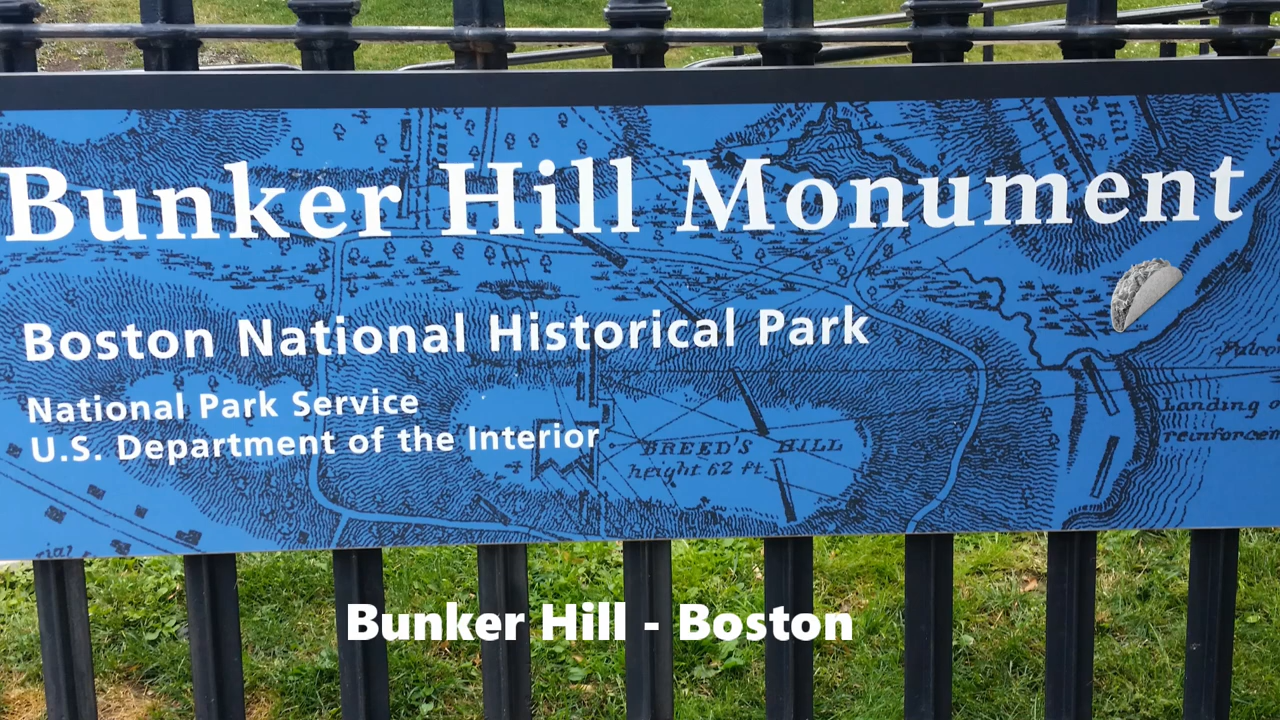 Bunker Hill Monument
Boston National Historical Park
National Park Service
U.S. Department of the Interior
BREED'S HILL
height 62 ft.
Landing o
reinforcem
Bunker Hill - Boston